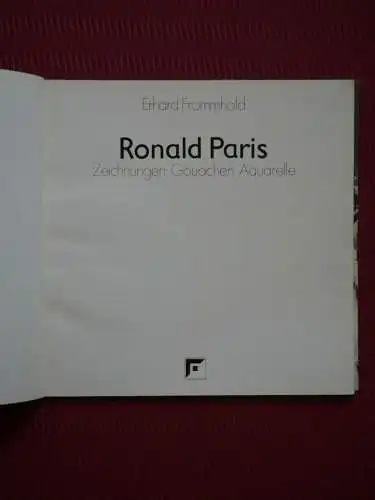 Erhard Frommhold
Ronald Paris
Zeichnungen Gouachen Aquarelle